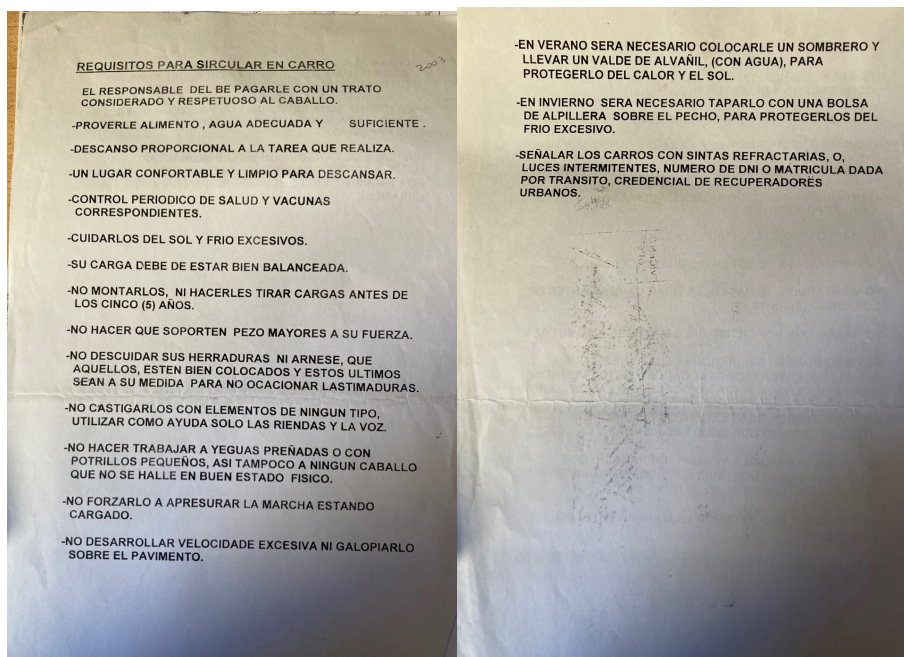 REQUISITOS PARA SIRCULAR EN CARRO
2003
EL RESPONSABLE DEL BE PAGARLE CON UN TRATO
CONSIDERADO Y RESPETUOSO AL CABALLO.
-PROVERLE ALIMENTO , AGUA ADECUADA Y SUFICIENTE .
-DESCANSO PROPORCIONAL A LA TAREA QUE REALIZA.
-UN LUGAR CONFORTABLE Y LIMPIO PARA DESCANSAR.
-CONTROL PERIODICO DE SALUD Y VACUNAS
CORRESPONDIENTES.
-CUIDARLOS DEL SOL Y FRIO EXCESIVOS.
-SU CARGA DEBE DE ESTAR BIEN BALANCEADA.
-NO MONTARLOS, NI HACERLES TIRAR CARGAS ANTES DE
LOS CINCO (5) AÑOS.
-NO HACER QUE SOPORTEN PEZO MAYORES A SU FUERZA.
-NO DESCUIDAR SUS HERRADURAS NI ARNESE, QUE
AQUELLOS, ESTEN BIEN COLOCADOS Y ESTOS ULTIMOS
SEAN A SU MEDIDA PARA NO OCACIONAR LASTIMADURAS.
-NO CASTIGARLOS CON ELEMENTOS DE NINGUN TIPO,
UTILIZAR COMO AYUDA SOLO LAS RIENDAS Y LA VOZ.
-NO HACER TRABAJAR A YEGUAS PREÑADAS O CON
POTRILLOS PEQUEÑOS, ASI TAMPOCO A NINGUN CABALLO
QUE NO SE HALLE EN BUEN ESTADO FISICO.
-NO FORZARLO A APRESURAR LA MARCHA ESTANDO
CARGADO.
-NO DESARROLLAR VELOCIDADE EXCESIVA NI GALOPIARLO
SOBRE EL PAVIMENTO.
-EN VERANO SERA NECESARIO COLOCARLE UN SOMBRERO Y
LLEVAR UN VALDE DE ALVAÑIL, (CON AGUA), PARA
PROTEGERLO DEL CALOR Y EL SOL.
-EN INVIERNO SERA NECESARIO TAPARLO CON UNA BOLSA
DE ALPILLERA SOBRE EL PECHO, PARA PROTEGERLOS DEL
FRIO EXCESIVO.
-SEÑALAR LOS CARROS CON SINTAS REFRACTARIAS, O,
LUCES INTERMITENTES, NUMERO DE DNI O MATRICULA DADA
POR TRANSITO, CREDENCIAL DE RECUPERADORES
URBANOS.